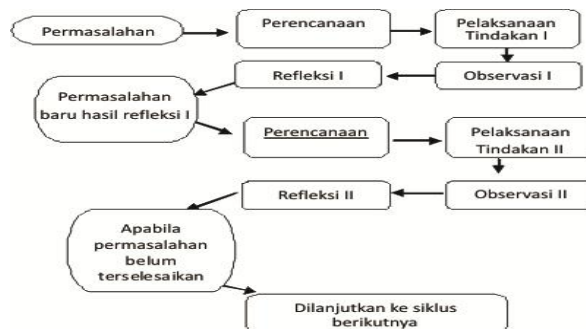 Permasalahan
Perencanaan
Pelaksanaan
Tindakan I
Refleksi I
Observasi I
Permasalahan
baru hasil refleksi I
Perencanaan
Pelaksanaan
Tindakan II
Refleksi II
Observasi II
Apabila
permasalahan
belum
terselesaikan
Dilanjutkan ke siklus
berikutnya